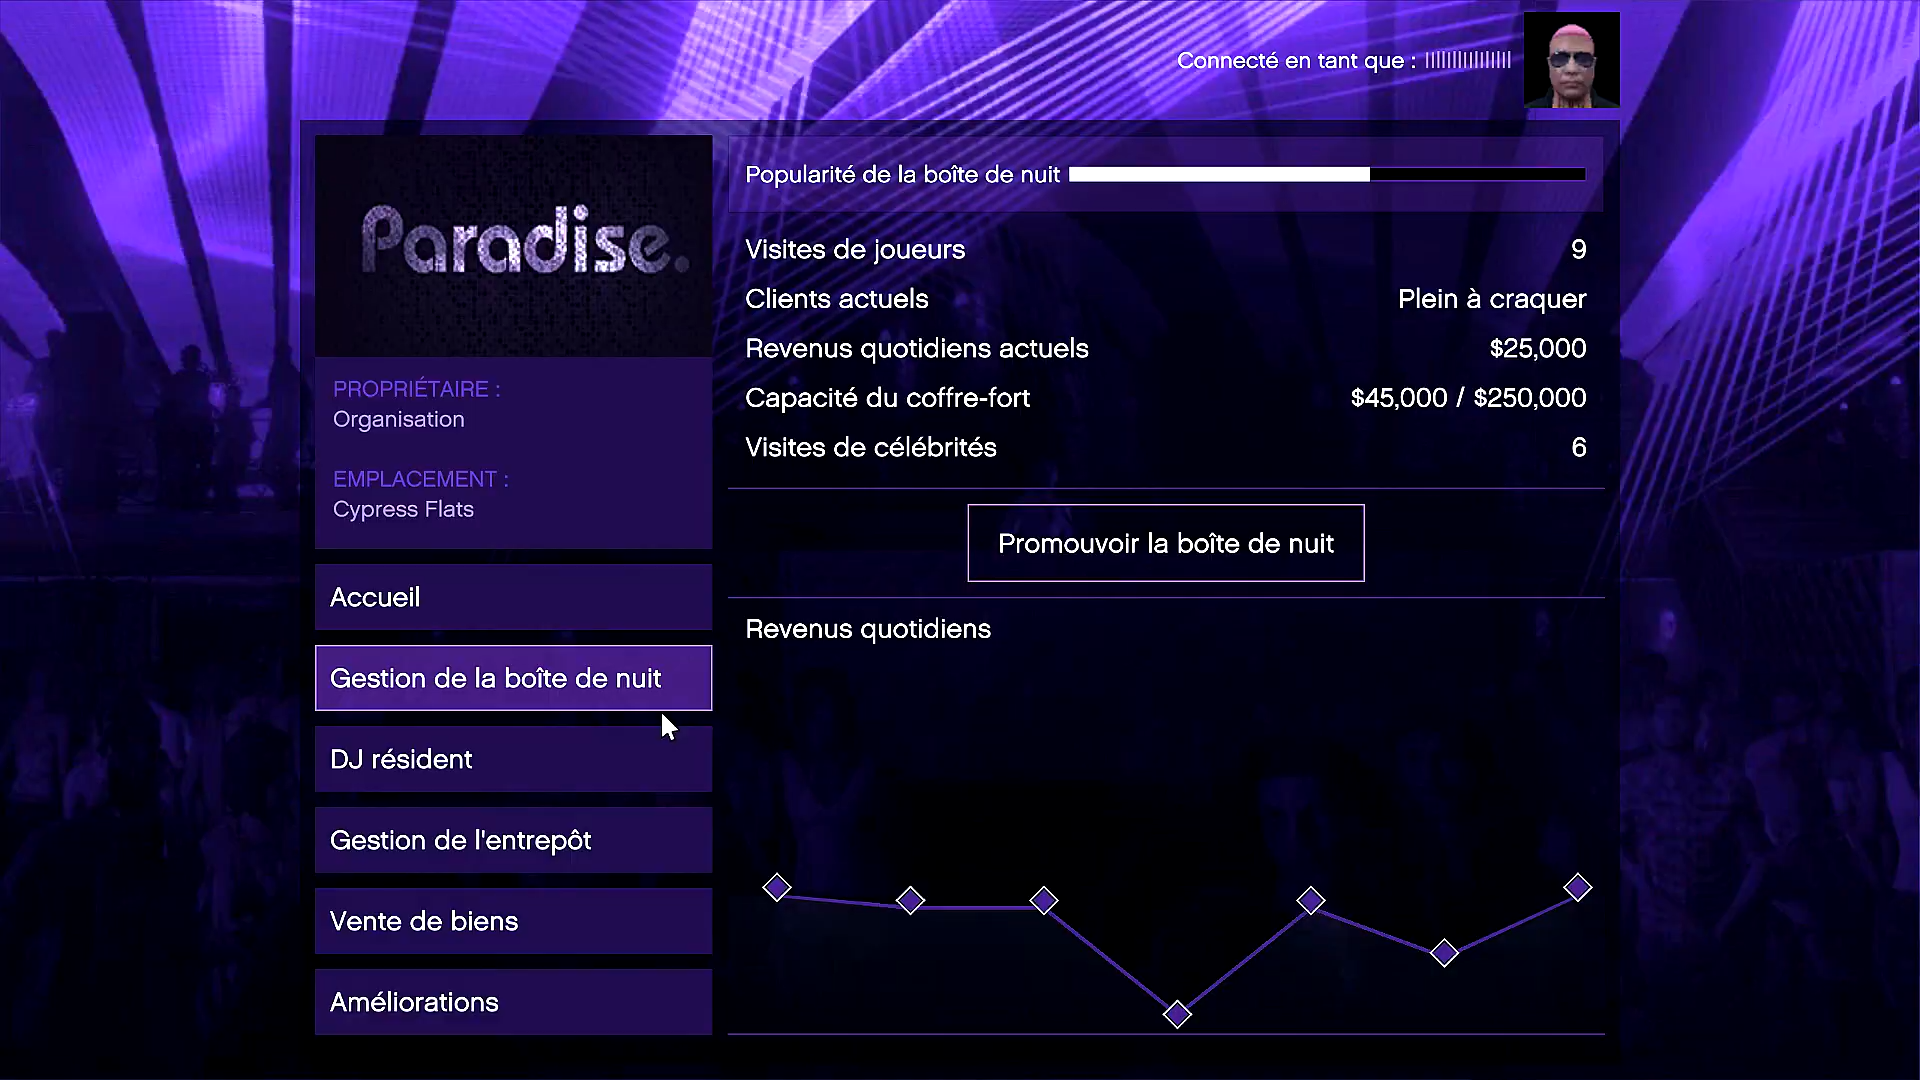 Connecté en tant que : IIIIIIIIIIIIIIII
Paradise.
PROPRIÉTAIRE :
Organisation
EMPLACEMENT :
Cypress Flats
Accueil
Gestion de la boîte de nuit
DJ résident
Gestion de l'entrepôt
Vente de biens
Améliorations
Popularité de la boîte de nuit
Visites de joueurs 9
Clients actuels Plein à craquer
Revenus quotidiens actuels $25,000
Capacité du coffre-fort $45,000 / $250,000
Visites de célébrités 6
Promouvoir la boîte de nuit
Revenus quotidiens